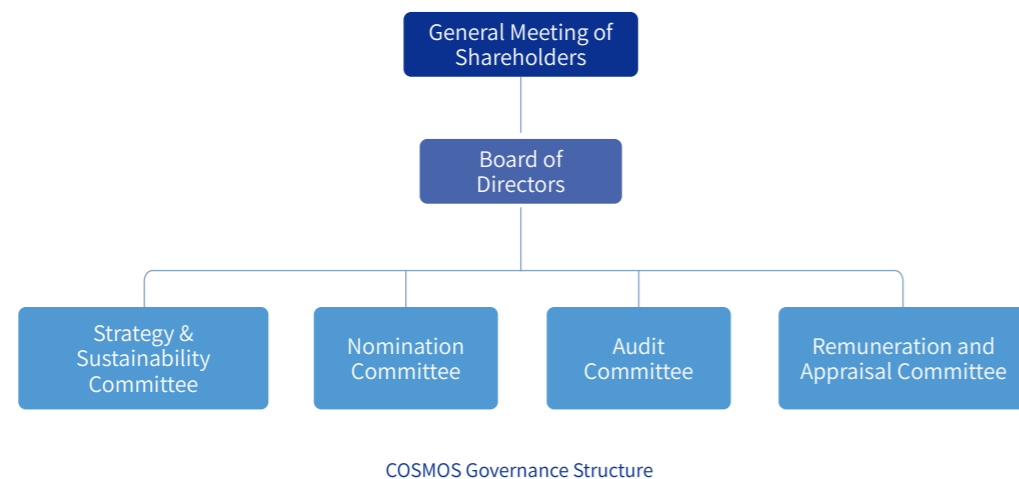 General Meeting of
Shareholders
Board of
Directors
Strategy &
Sustainability
Committee
Nomination
Committee
Audit
Committee
Remuneration and
Appraisal Committee
COSMOS Governance Structure